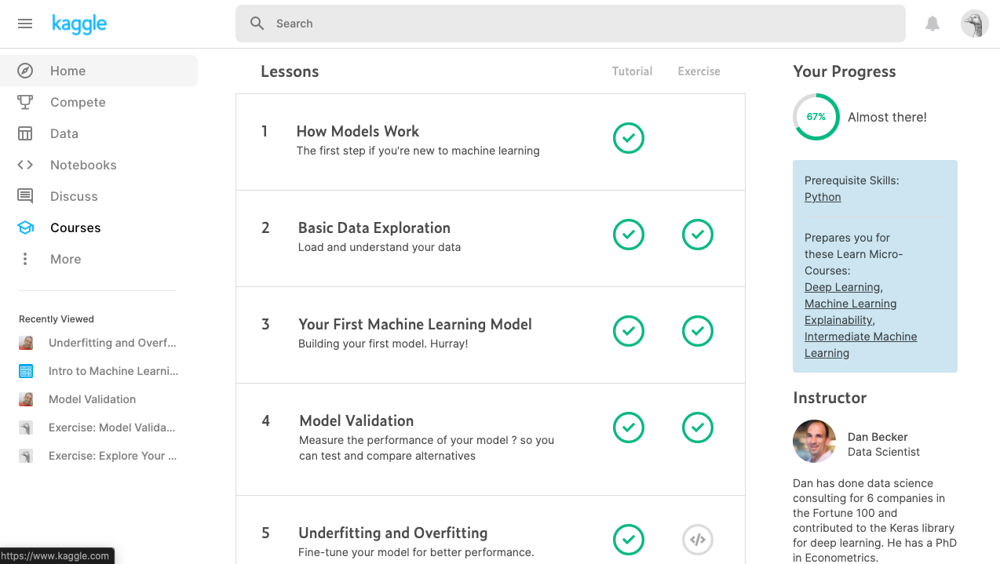 kaggle
Search
Home
Compete
Data
Notebooks
Discuss
Courses
More
Recently Viewed
Underfitting and Overf...
Intro to Machine Learni...
Model Validation
Exercise: Model Valida...
Exercise: Explore Your ...
https://www.kaggle.com
Lessons
Tutorial
Exercise
1
How Models Work
The first step if you're new to machine learning
2
Basic Data Exploration
Load and understand your data
3
Your First Machine Learning Model
Building your first model. Hurray!
4
Model Validation
Measure the performance of your model ? so you
can test and compare alternatives
5
Underfitting and Overfitting
Fine-tune your model for better performance.
Your Progress
67%
Almost there!
Prerequisite Skills:
Python
Prepares you for
these Learn Micro-
Courses:
Deep Learning,
Machine Learning
Explainability,
Intermediate Machine
Learning
Instructor
Dan Becker
Data Scientist
Dan has done data science
consulting for 6 companies in
the Fortune 100 and
contributed to the Keras library
for deep learning. He has a PhD
in Econometrics.